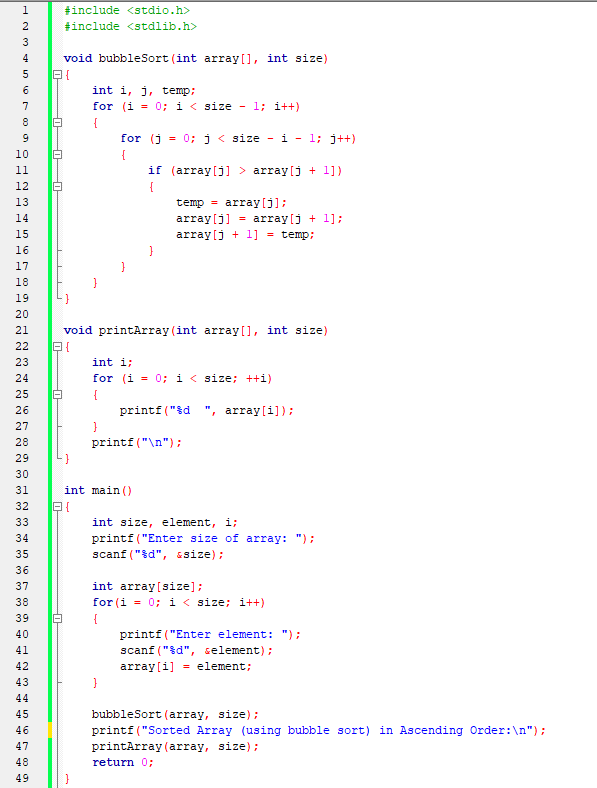 1 #include <stdio.h>
2 #include <stdlib.h>
3
4 void bubbleSort(int array[], int size)
5 {
6     int i, j, temp;
7     for (i = 0; i < size - 1; i++)
8     {
9         for (j = 0; j < size - i - 1; j++)
10         {
11             if (array[j] > array[j + 1])
12             {
13                 temp = array[j];
14                 array[j] = array[j + 1];
15                 array[j + 1] = temp;
16             }
17         }
18     }
19 }
20
21 void printArray(int array[], int size)
22 {
23     int i;
24     for (i = 0; i < size; ++i)
25     {
26         printf("%d  ", array[i]);
27     }
28     printf("\n");
29 }
30
31 int main()
32 {
33     int size, element, i;
34     printf("Enter size of array: ");
35     scanf("%d", &size);
36
37     int array[size];
38     for(i = 0; i < size; i++)
39     {
40         printf("Enter element: ");
41         scanf("%d", &element);
42         array[i] = element;
43     }
44
45     bubbleSort(array, size);
46     printf("Sorted Array (using bubble sort) in Ascending Order:\n");
47     printArray(array, size);
48     return 0;
49 }